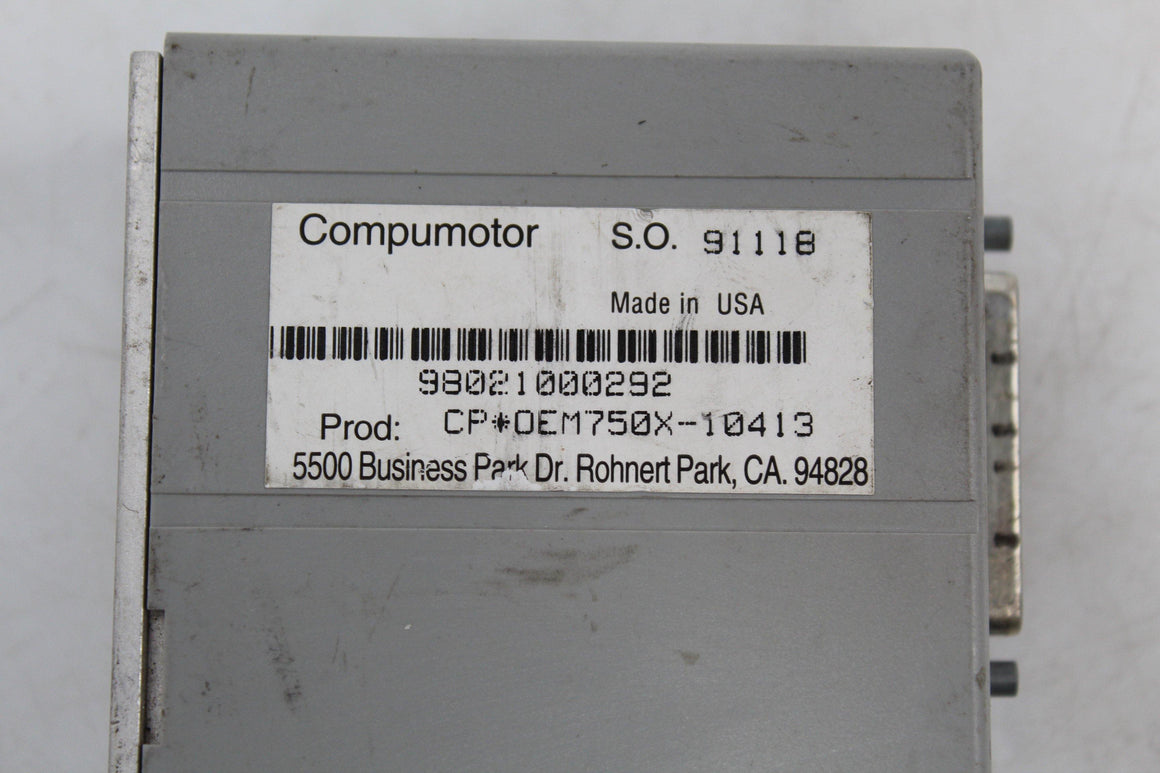 Compumotor S.O. 91118
Made in USA
98021000292
Prod: CP*OEM750X-10413
5500 Business Park Dr. Rohnert Park, CA. 94828